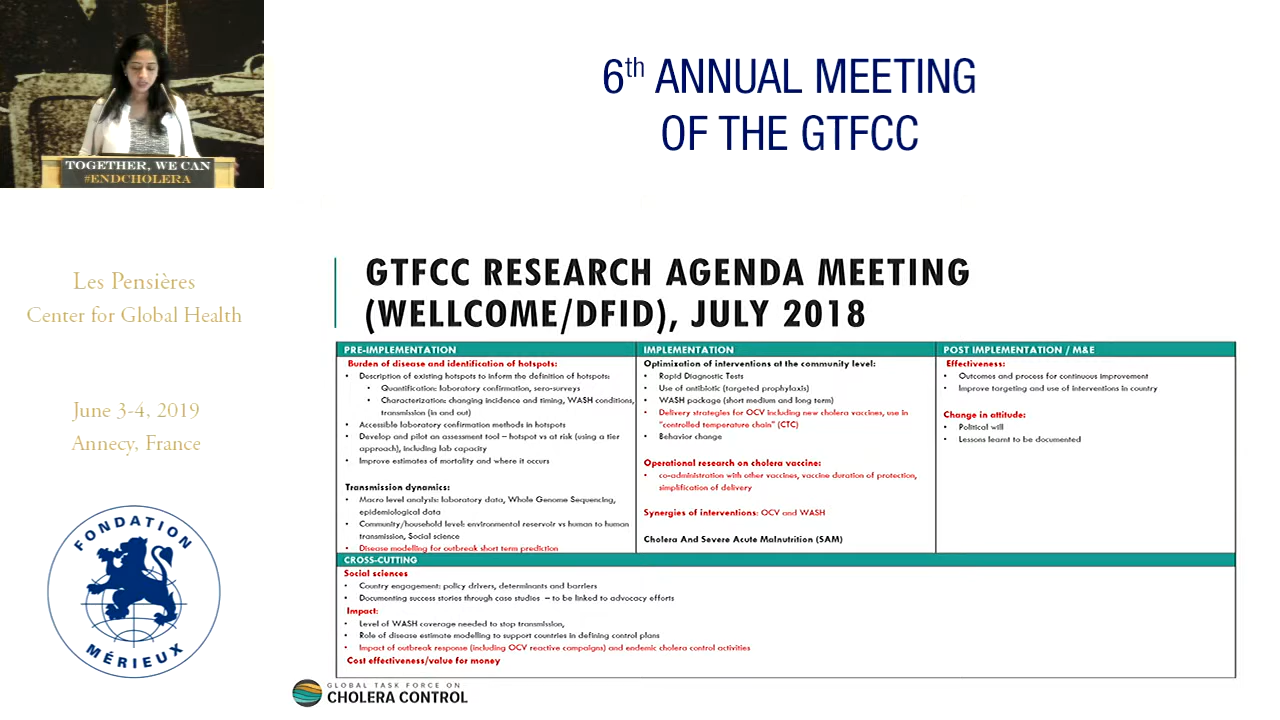 TOGETHER, WE CAN
#ENDCHOLERA
6th ANNUAL MEETING
OF THE GTFCC
Les Pensières
Center for Global Health
June 3-4, 2019
Annecy, France
FONDATION
MÉRIEUX
GTFCC RESEARCH AGENDA MEETING
(WELLCOME/DFID), JULY 2018
PRE-IMPLEMENTATION
Burden of disease and identification of hotspots:
• Description of existing hotspots to inform the definition of hotspots:
• Quantification: laboratory confirmation, sero-surveys
• Characterization: changing incidence and timing, WASH conditions,
transmission (in and out)
• Accessible laboratory confirmation methods in hotspots
• Develop and pilot an assessment tool – hotspot vs at risk (using a tier
approach), including lab capacity
• Improve estimates of mortality and where it occurs
Transmission dynamics:
• Macro level analysis: laboratory data, Whole Genome Sequencing,
epidemiological data
• Community/household level: environmental reservoir vs human to human
transmission, Social science
• Disease modelling for outbreak short term prediction
IMPLEMENTATION
Optimization of interventions at the community level:
• Rapid Diagnostic Tests
• Use of antibiotic (targeted prophylaxis)
• WASH package (short medium and long term)
• Delivery strategies for OCV including new cholera vaccines, use in
"controlled temperature chain" (CTC)
• Behavior change
Operational research on cholera vaccine:
• co-administration with other vaccines, vaccine duration of protection,
simplification of delivery
Synergies of interventions: OCV and WASH
Cholera And Severe Acute Malnutrition (SAM)
POST IMPLEMENTATION / M&E
Effectiveness:
• Outcomes and process for continuous improvement
• Improve targeting and use of interventions in country
Change in attitude:
• Political will
• Lessons learnt to be documented
CROSS-CUTTING
Social sciences
• Country engagement: policy drivers, determinants and barriers
• Documenting success stories through case studies – to be linked to advocacy efforts
Impact:
• Level of WASH coverage needed to stop transmission,
• Role of disease estimate modelling to support countries in defining control plans
• Impact of outbreak response (including OCV reactive campaigns) and endemic cholera control activities
Cost effectiveness/value for money
GLOBAL TASK FORCE ON
CHOLERA CONTROL